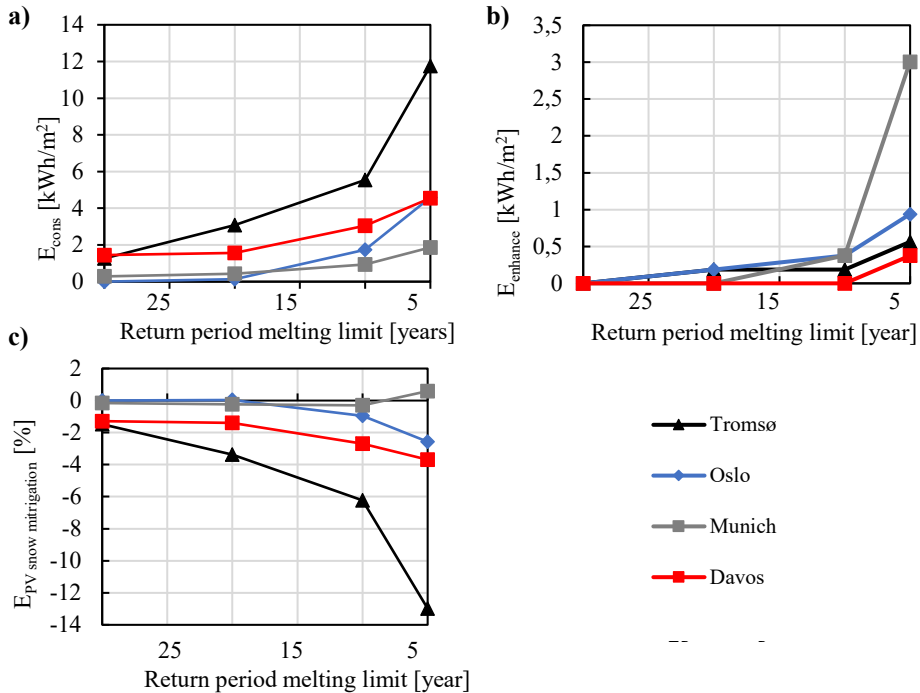 a)
14
12
10
8
6
4
2
0
E_cons [kWh/m²]
25 15 5
Return period melting limit [years]
b)
3,5
3
2,5
2
1,5
1
0,5
0
E_enhance [kWh/m²]
25 15 5
Return period melting limit [year]
c)
2
0
-2
-4
-6
-8
-10
-12
-14
E_PV snow mitrigation [%]
25 15 5
Return period melting limit [year]
Tromsø
Oslo
Munich
Davos